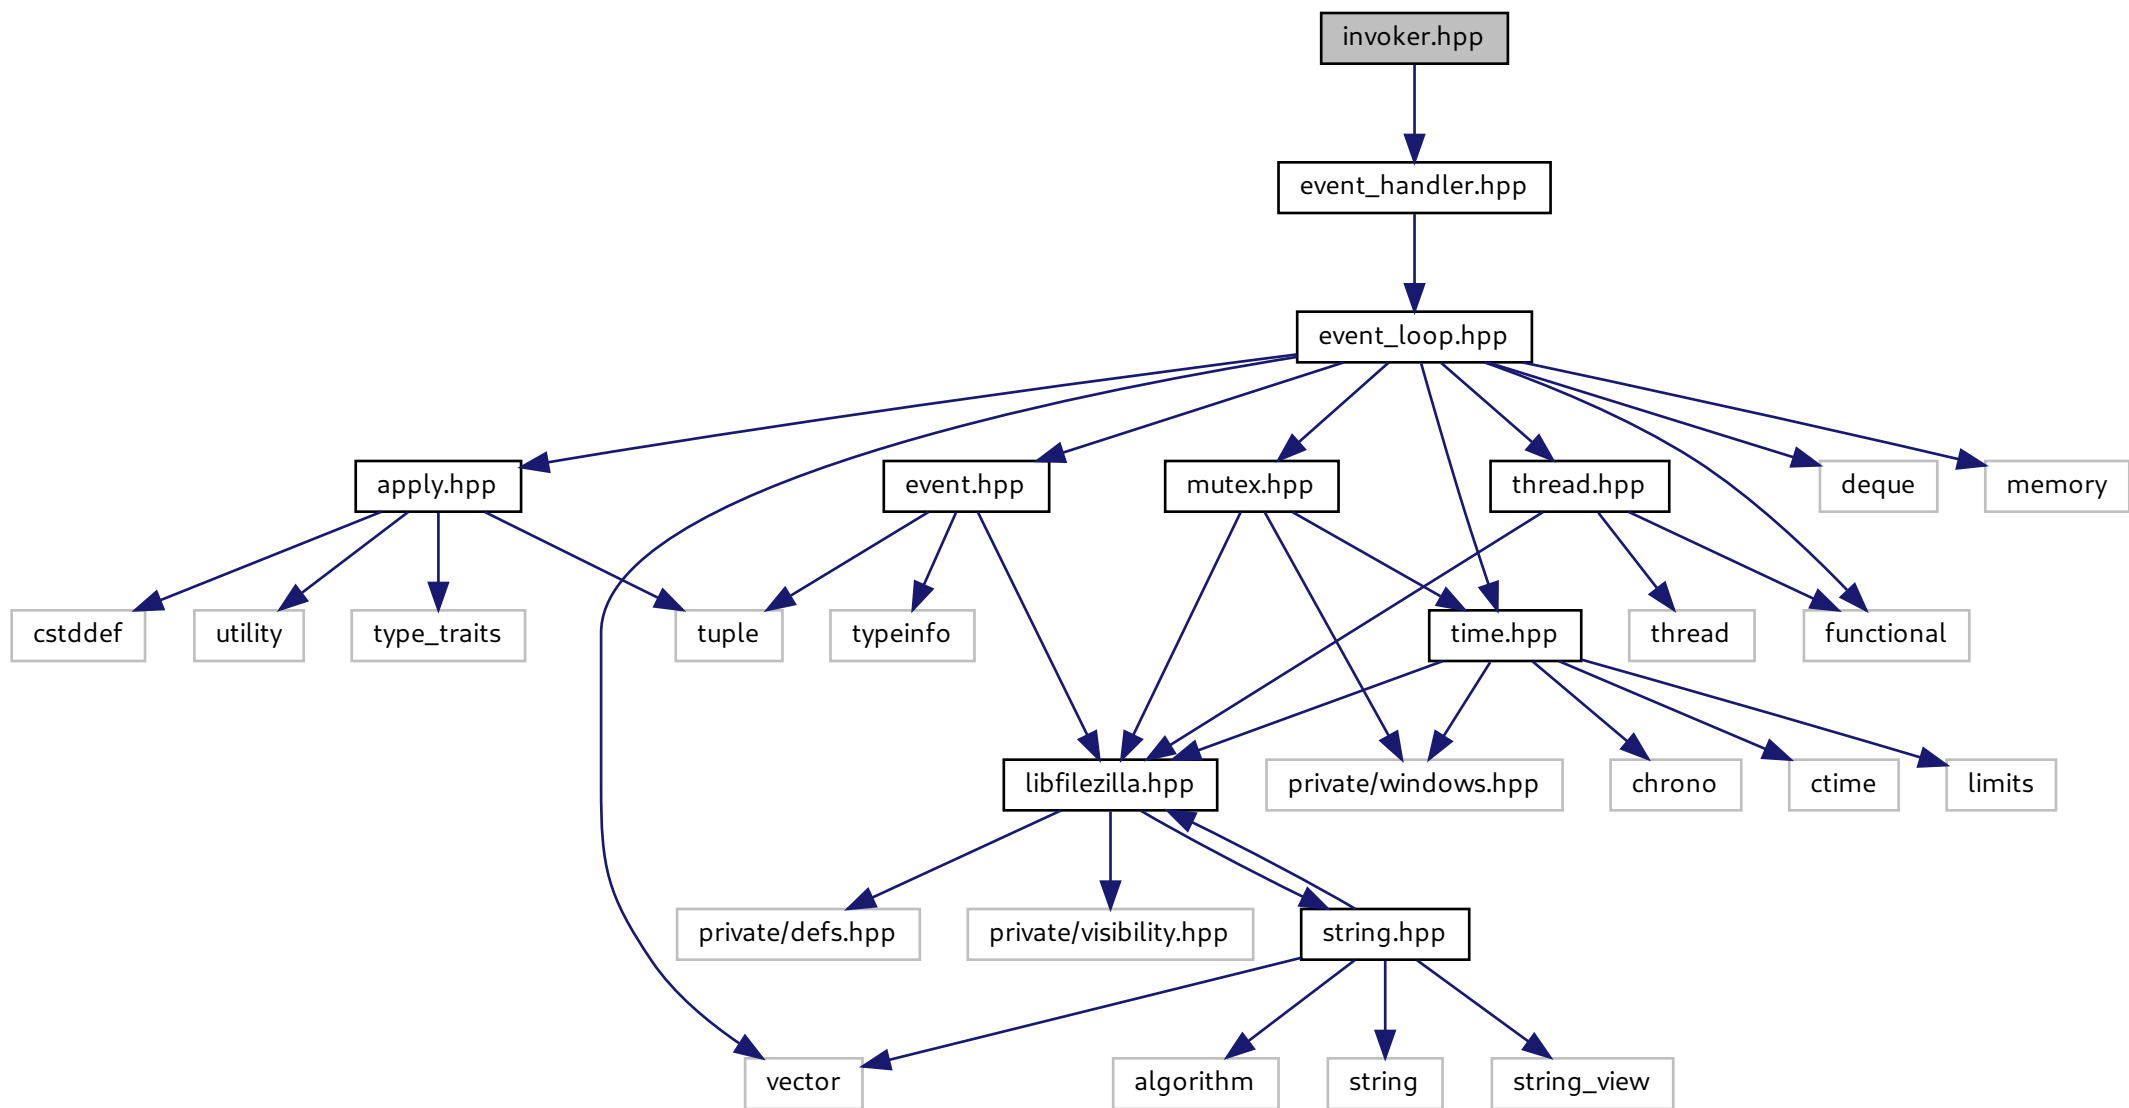 invoker.hpp
event_handler.hpp
event_loop.hpp
apply.hpp
event.hpp
mutex.hpp
thread.hpp
deque
memory
cstddef
utility
type_traits
tuple
typeinfo
time.hpp
thread
functional
libfilezilla.hpp
private/windows.hpp
chrono
ctime
limits
private/defs.hpp
private/visibility.hpp
string.hpp
vector
algorithm
string
string_view